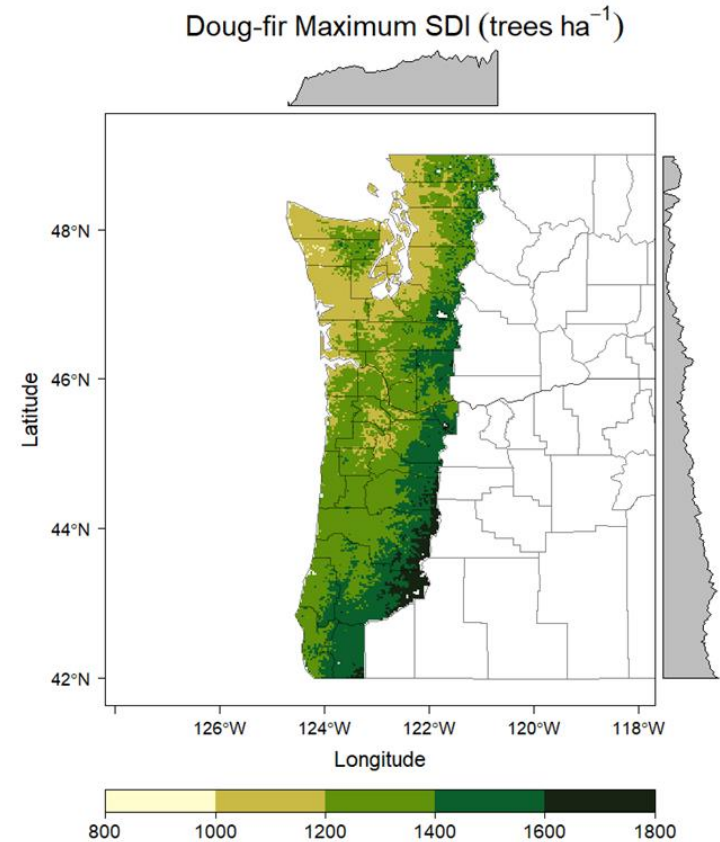 Doug-fir Maximum SDI (trees ha⁻¹)
48°N
46°N
44°N
42°N
Latitude
126°W 124°W 122°W 120°W 118°W
Longitude
800 1000 1200 1400 1600 1800